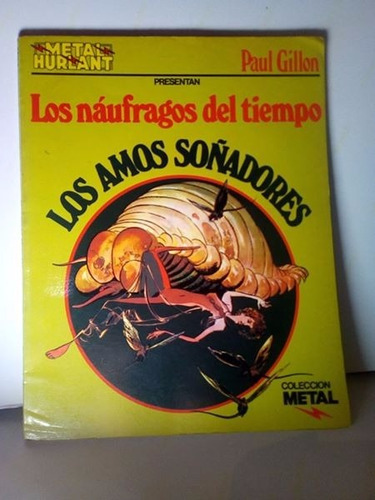 METAL
HURLANT
Paul Gillon
PRESENTAN
Los náufragos del tiempo
LOS AMOS SOÑADORES
COLECCION
METAL